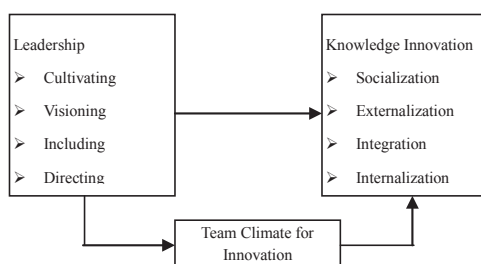 Leadership
➢ Cultivating
➢ Visioning
➢ Including
➢ Directing
Knowledge Innovation
➢ Socialization
➢ Externalization
➢ Integration
➢ Internalization
Team Climate for
Innovation